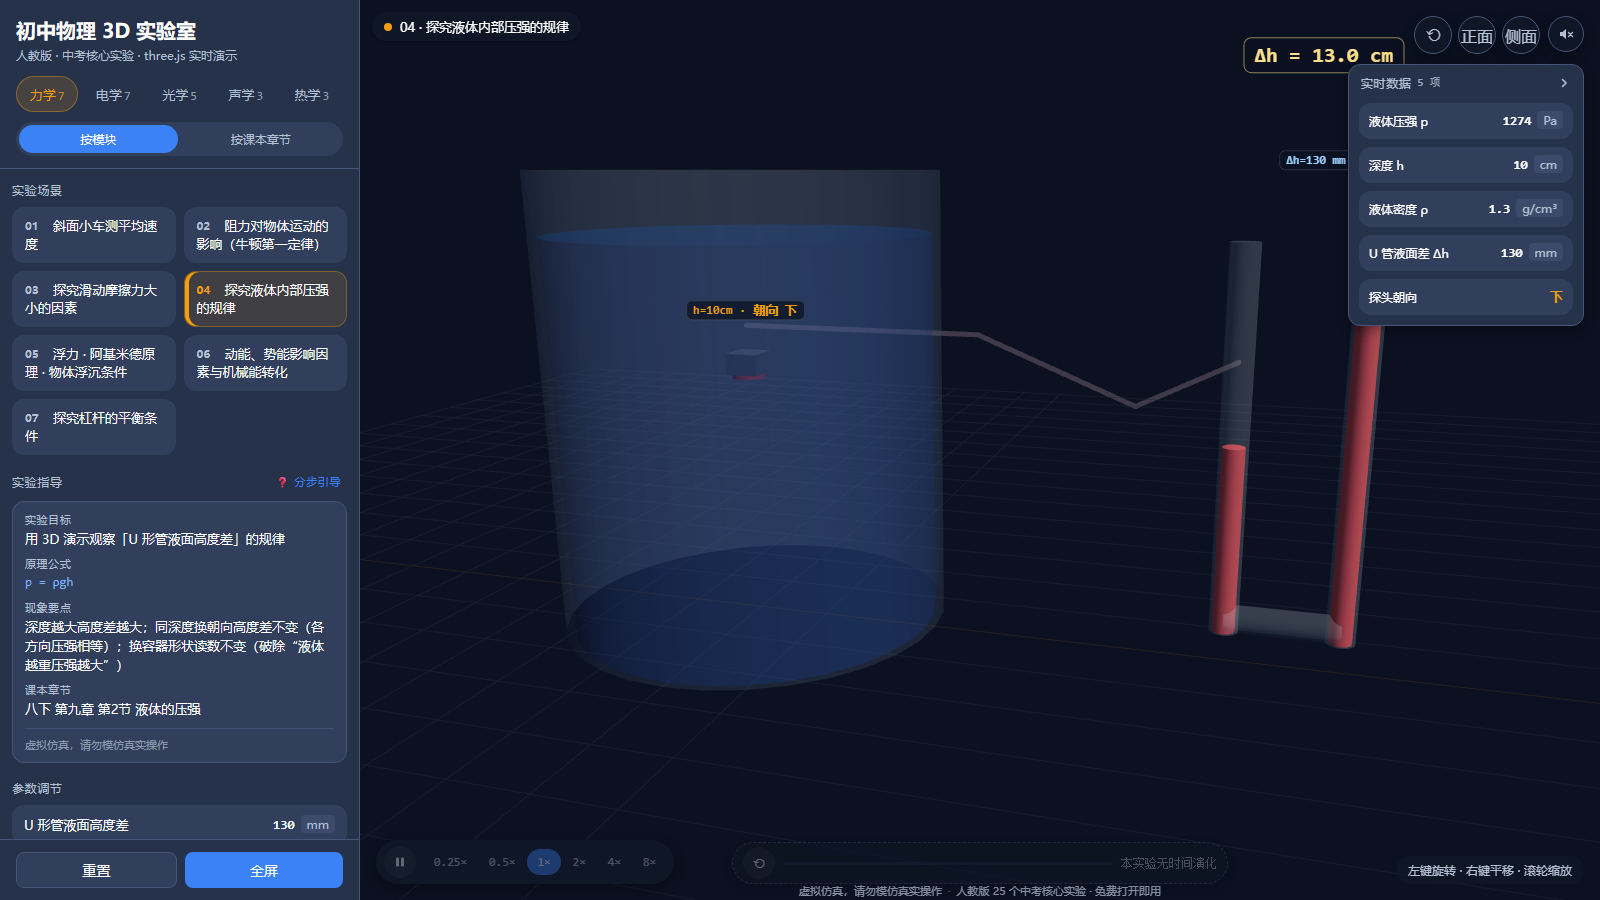 初中物理 3D 实验室
人教版 · 中考核心实验 · three.js 实时演示
力学 7
电学 7
光学 5
声学 3
热学 3
按模块
按课本章节
实验场景
01 斜面小车测平均速
度
02 阻力对物体运动的
影响（牛顿第一定律）
03 探究滑动摩擦力大
小的因素
04 探究液体内部压强
的规律
05 浮力 · 阿基米德原
理 · 物体浮沉条件
06 动能、势能影响因
素与机械能转化
07 探究杠杆的平衡条
件
实验指导
❓ 分步引导
实验目标
用 3D 演示观察「U 形管液面高度差」的规律
原理公式
p = ρgh
现象要点
深度越大高度差越大；同深度换朝向高度差不变（各
方向压强相等）；换容器形状读数不变（破除“液体
越重压强越大”）
课本章节
八下 第九章 第2节 液体的压强
虚拟仿真，请勿模仿真实操作
参数调节
U 形管液面高度差 130 mm
重置
全屏
04 · 探究液体内部压强的规律
Δh = 13.0 cm
正面
侧面
实时数据 5 项
液体压强 p 1274 Pa
深度 h 10 cm
液体密度 ρ 1.3 g/cm³
U 管液面差 Δh 130 mm
探头朝向 下
Δh=130 mm
h=10cm · 朝向 下
0.25×
0.5×
1×
2×
4×
8×
本实验无时间演化
虚拟仿真，请勿模仿真实操作 · 人教版 25 个中考核心实验 · 免费打开即用
左键旋转 · 右键平移 · 滚轮缩放